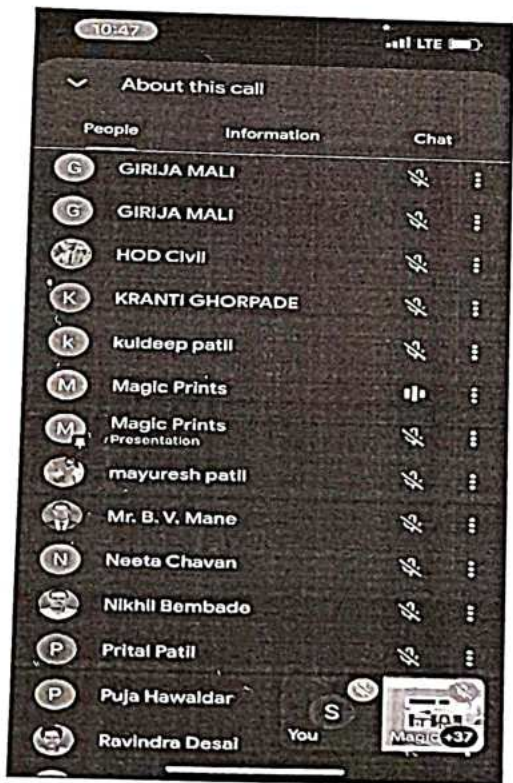 10:47
LTE
About this call
People Information Chat
G GIRIJA MALI
G GIRIJA MALI
HOD Civil
K KRANTI GHORPADE
k kuldeep patil
M Magic Prints
M Magic Prints
Presentation
mayuresh patil
Mr. B. V. Mane
N Neeta Chavan
Nikhil Bembade
P Prital Patil
P Puja Hawaldar
S
You
Magic +37
Ravindra Desai